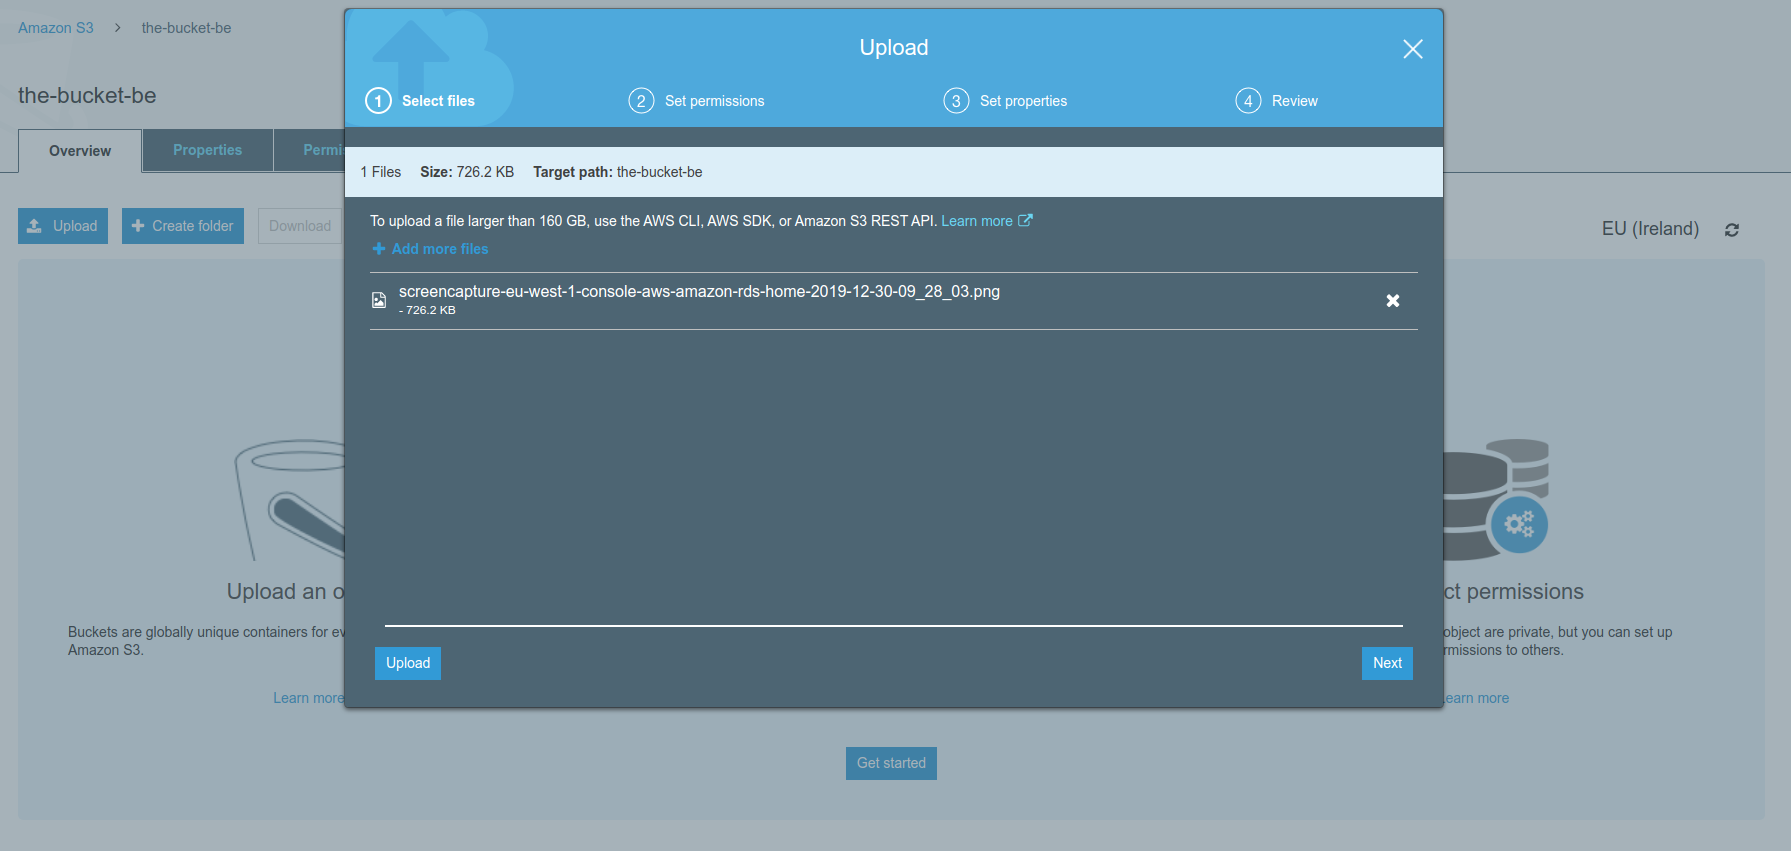 Amazon S3 > the-bucket-be
the-bucket-be
Overview
Properties
Permi
Upload
Create folder
Download
EU (Ireland)
Upload
1 Select files
2 Set permissions
3 Set properties
4 Review
1 Files Size: 726.2 KB Target path: the-bucket-be
To upload a file larger than 160 GB, use the AWS CLI, AWS SDK, or Amazon S3 REST API. Learn more
Add more files
screencapture-eu-west-1-console-aws-amazon-rds-home-2019-12-30-09_28_03.png
- 726.2 KB
Upload
Next
Upload an o
Buckets are globally unique containers for ev
Amazon S3.
Learn more
ct permissions
object are private, but you can set up
rmissions to others.
earn more
Get started